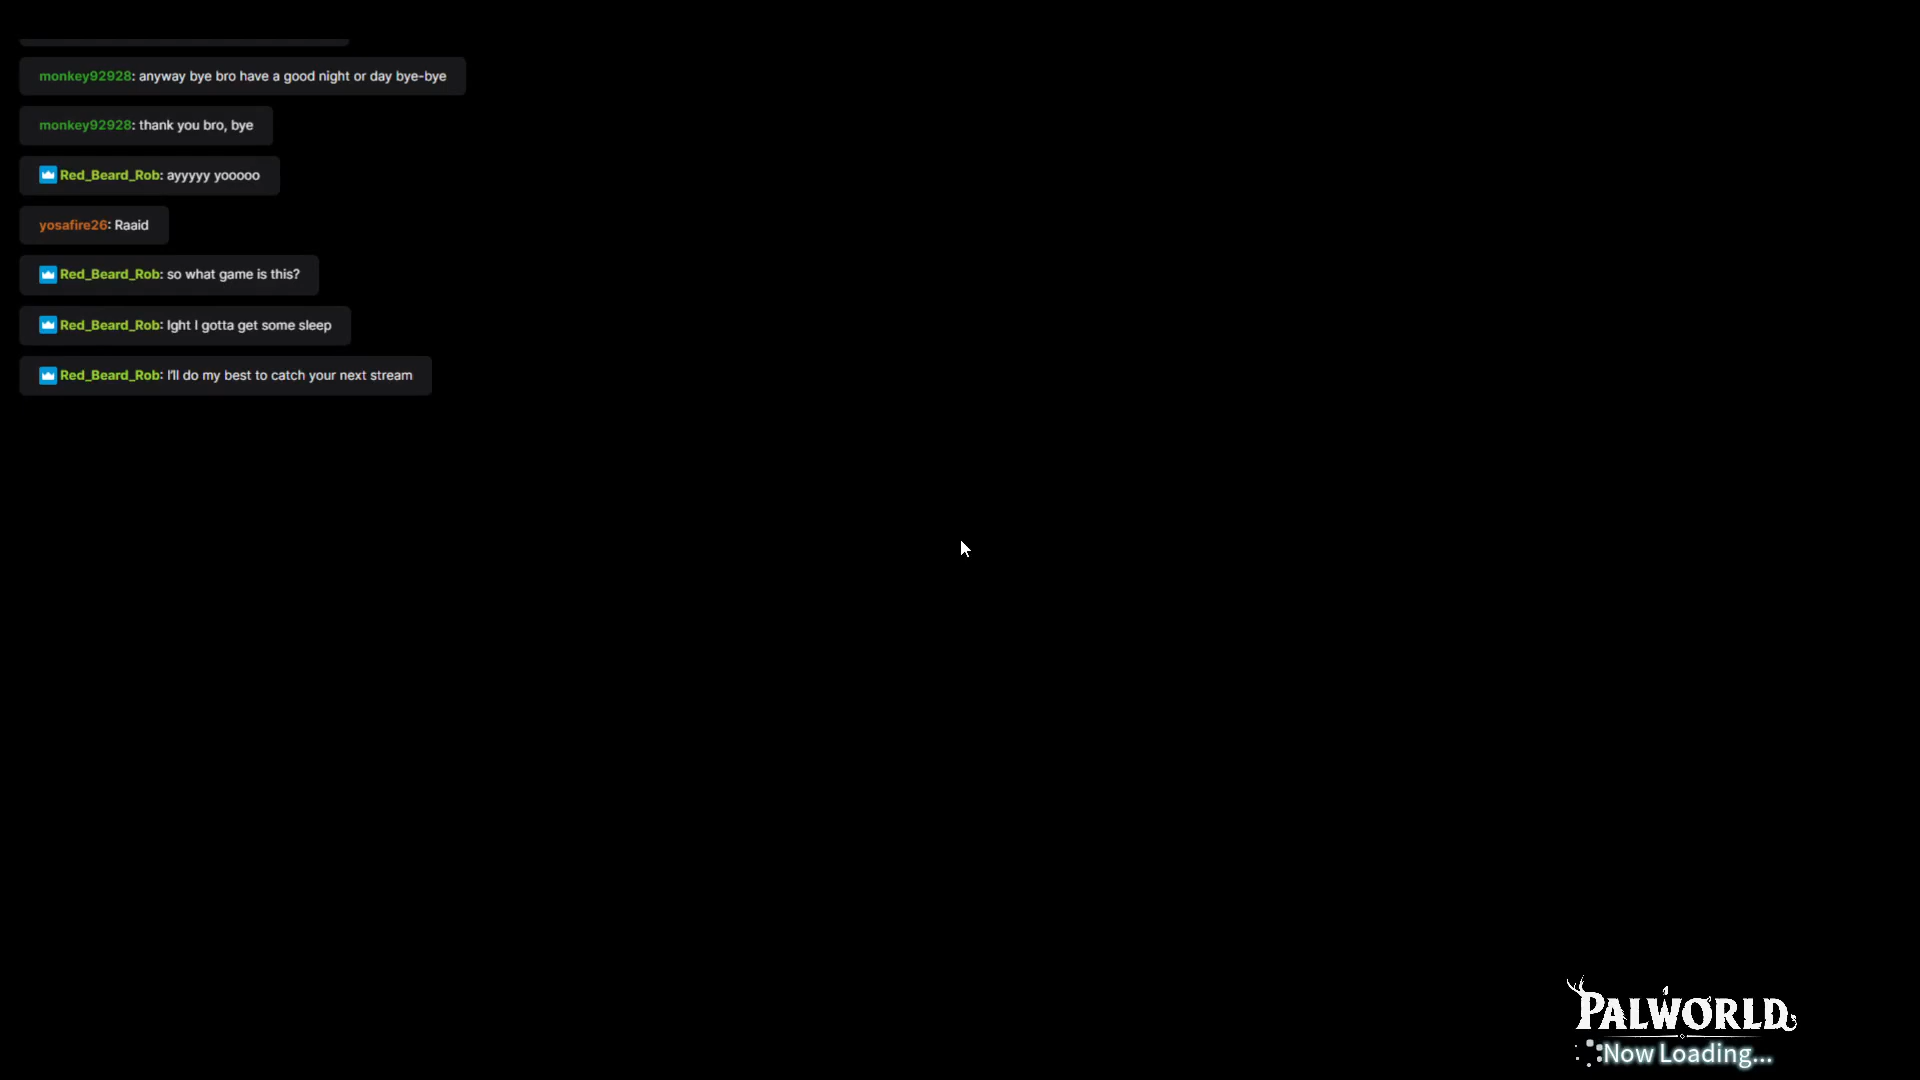 monkey92928: anyway bye bro have a good night or day bye-bye
monkey92928: thank you bro, bye
Red_Beard_Rob: ayyyyy yooooo
yosafire26: Raaid
Red_Beard_Rob: so what game is this?
Red_Beard_Rob: Ight I gotta get some sleep
Red_Beard_Rob: I'll do my best to catch your next stream
PALWORLD
Now Loading...